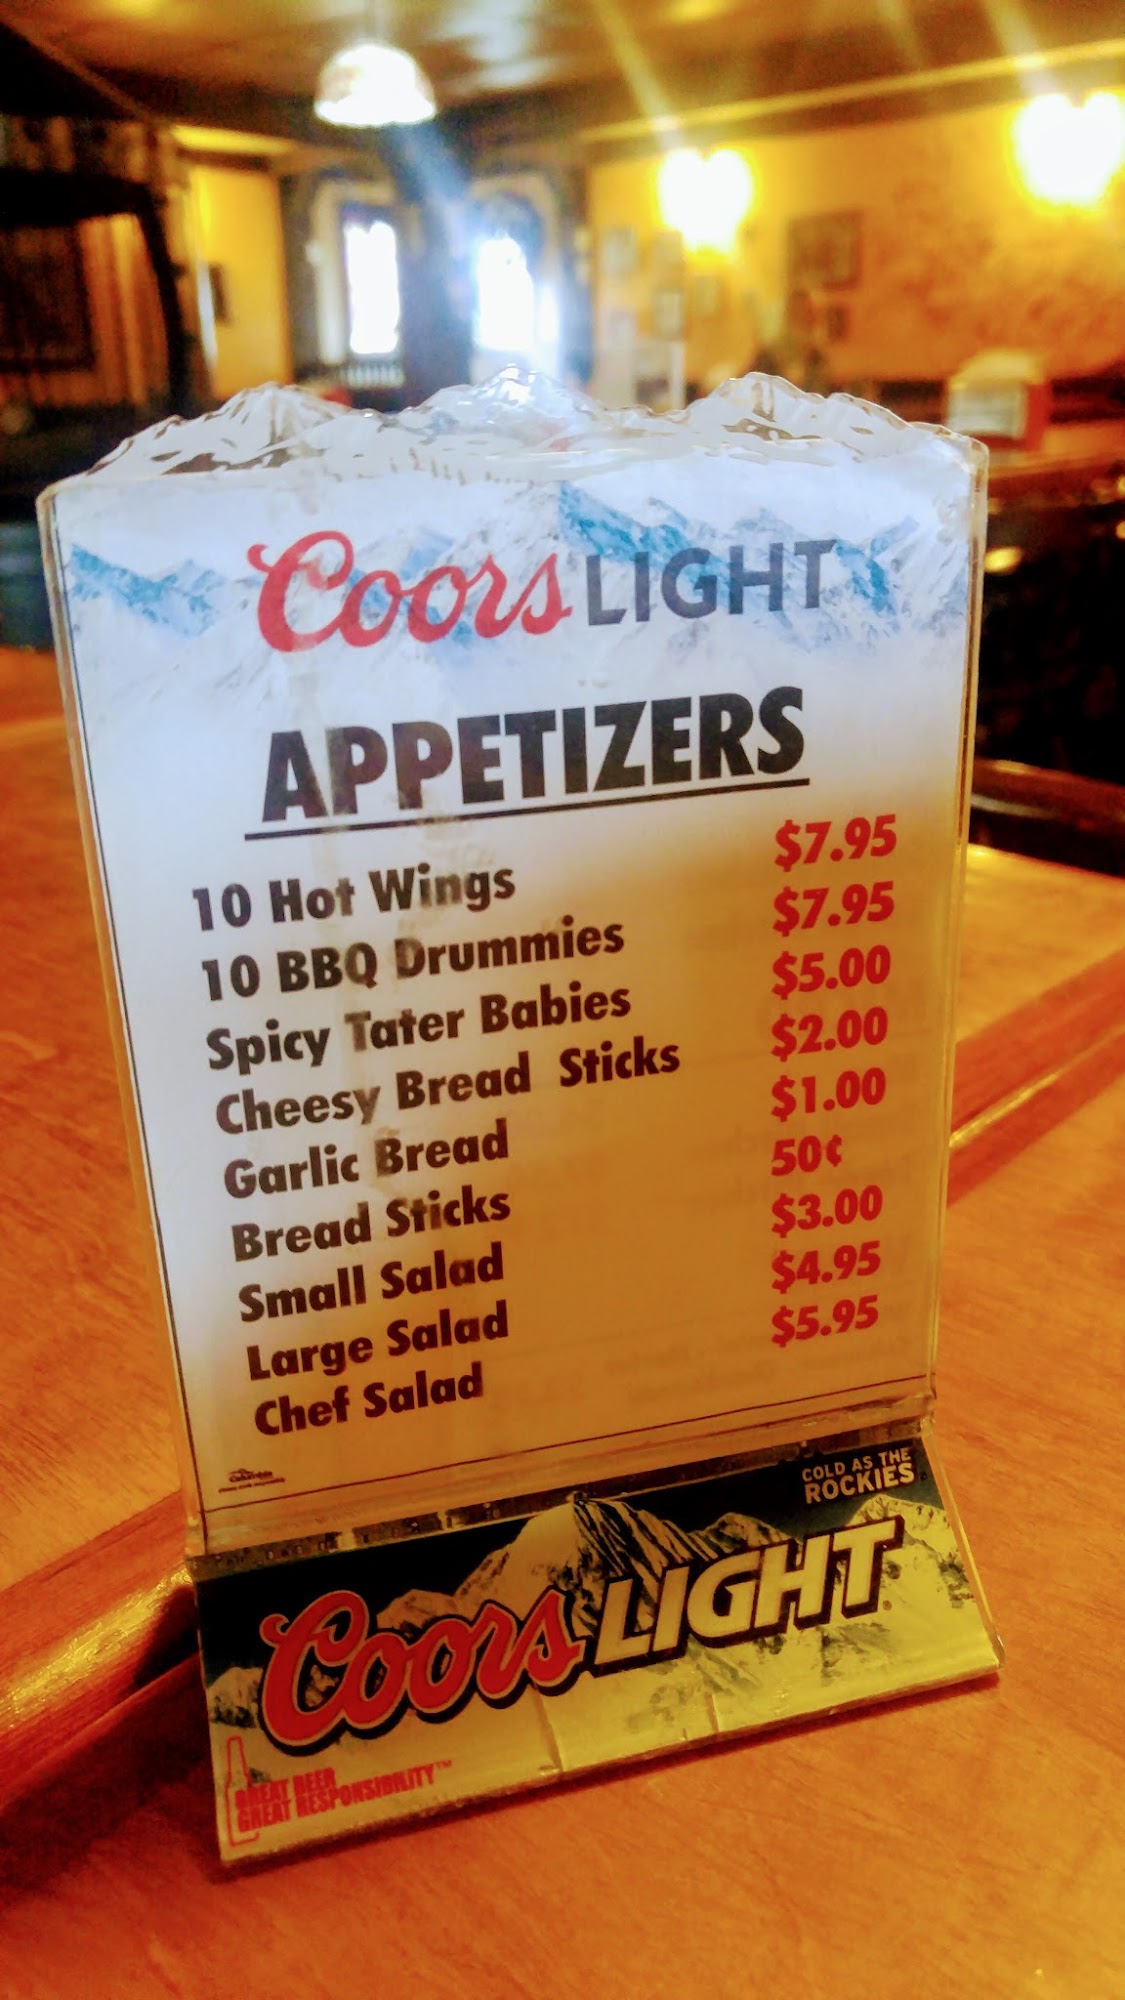 Coors LIGHT
APPETIZERS
10 Hot Wings $7.95
10 BBQ Drummies $7.95
Spicy Tater Babies $5.00
Cheesy Bread Sticks $2.00
Garlic Bread $1.00
Bread Sticks 50¢
Small Salad $3.00
Large Salad $4.95
Chef Salad $5.95
Columbia
COLD AS THE
ROCKIES
Coors LIGHT
GREAT BEER
GREAT RESPONSIBILITY™